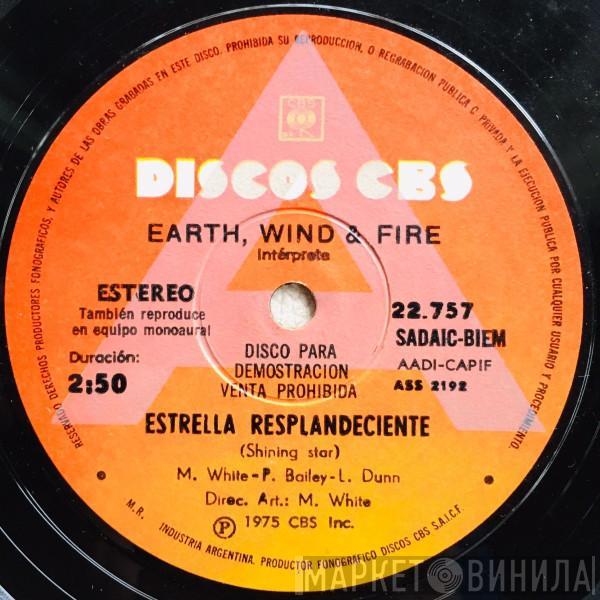 RESERVADO DERECHOS PRODUCTORES FONOGRAFICOS, Y AUTORES DE LAS OBRAS GRABADAS EN ESTE DISCO. PROHIBIDA SU REPRODUCCION, O REGRABACION PUBLICA O PRIVADA Y LA EJECUCION PUBLICA POR CUALQUIER USUARIO Y PROCEDIMIENTO.
CBS
DISCOS CBS
EARTH, WIND & FIRE
Intérprete
ESTEREO
También reproduce
en equipo monoaural
Duración:
2:50
22.757
SADAIC-BIEM
AADI-CAPIF
ASS 2192
DISCO PARA
DEMOSTRACION
VENTA PROHIBIDA
ESTRELLA RESPLANDECIENTE
(Shining star)
M. White-P. Bailey-L. Dunn
Direc. Art.: M. White
Ⓟ 1975 CBS Inc.
M.R. INDUSTRIA ARGENTINA. PRODUCTOR FONOGRAFICO DISCOS CBS S.A.I.C.F.
МАРКЕТ ВИНИЛА